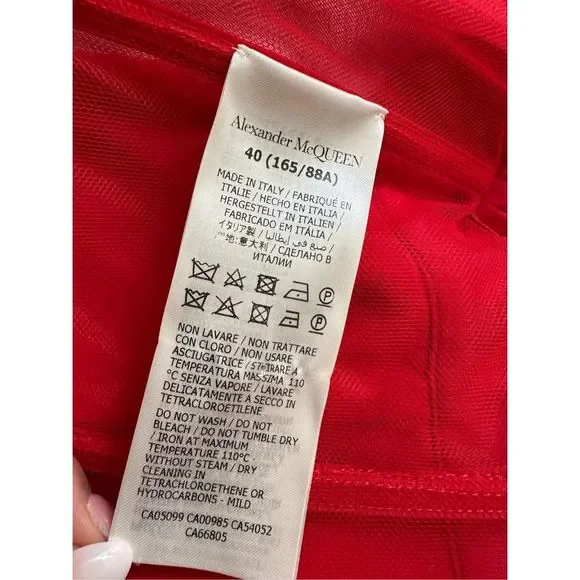 Alexander McQUEEN
40 (165/88A)
MADE IN ITALY / FABRIQUÉ EN
ITALIE / HECHO EN ITALIA /
HERGESTELLT IN ITALIEN /
FABRICADO EM ITÁLIA /
イタリア製 / صنع في إيطاليا /
地:意大利 / СДЕЛАНО В
ИТАЛИИ
P
P
NON LAVARE / NON TRATTARE
CON CLORO / NON USARE
ASCIUGATRICE / STIRARE A
TEMPERATURA MASSIMA 110
°C SENZA VAPORE / LAVARE
DELICATAMENTE A SECCO IN
TETRACLOROETILENE
DO NOT WASH / DO NOT
BLEACH / DO NOT TUMBLE DRY
/ IRON AT MAXIMUM
TEMPERATURE 110°C -
WITHOUT STEAM / DRY
CLEANING IN
TETRACHLOROETHENE OR
HYDROCARBONS - MILD
CA05099 CA00985 CA54052
CA66805